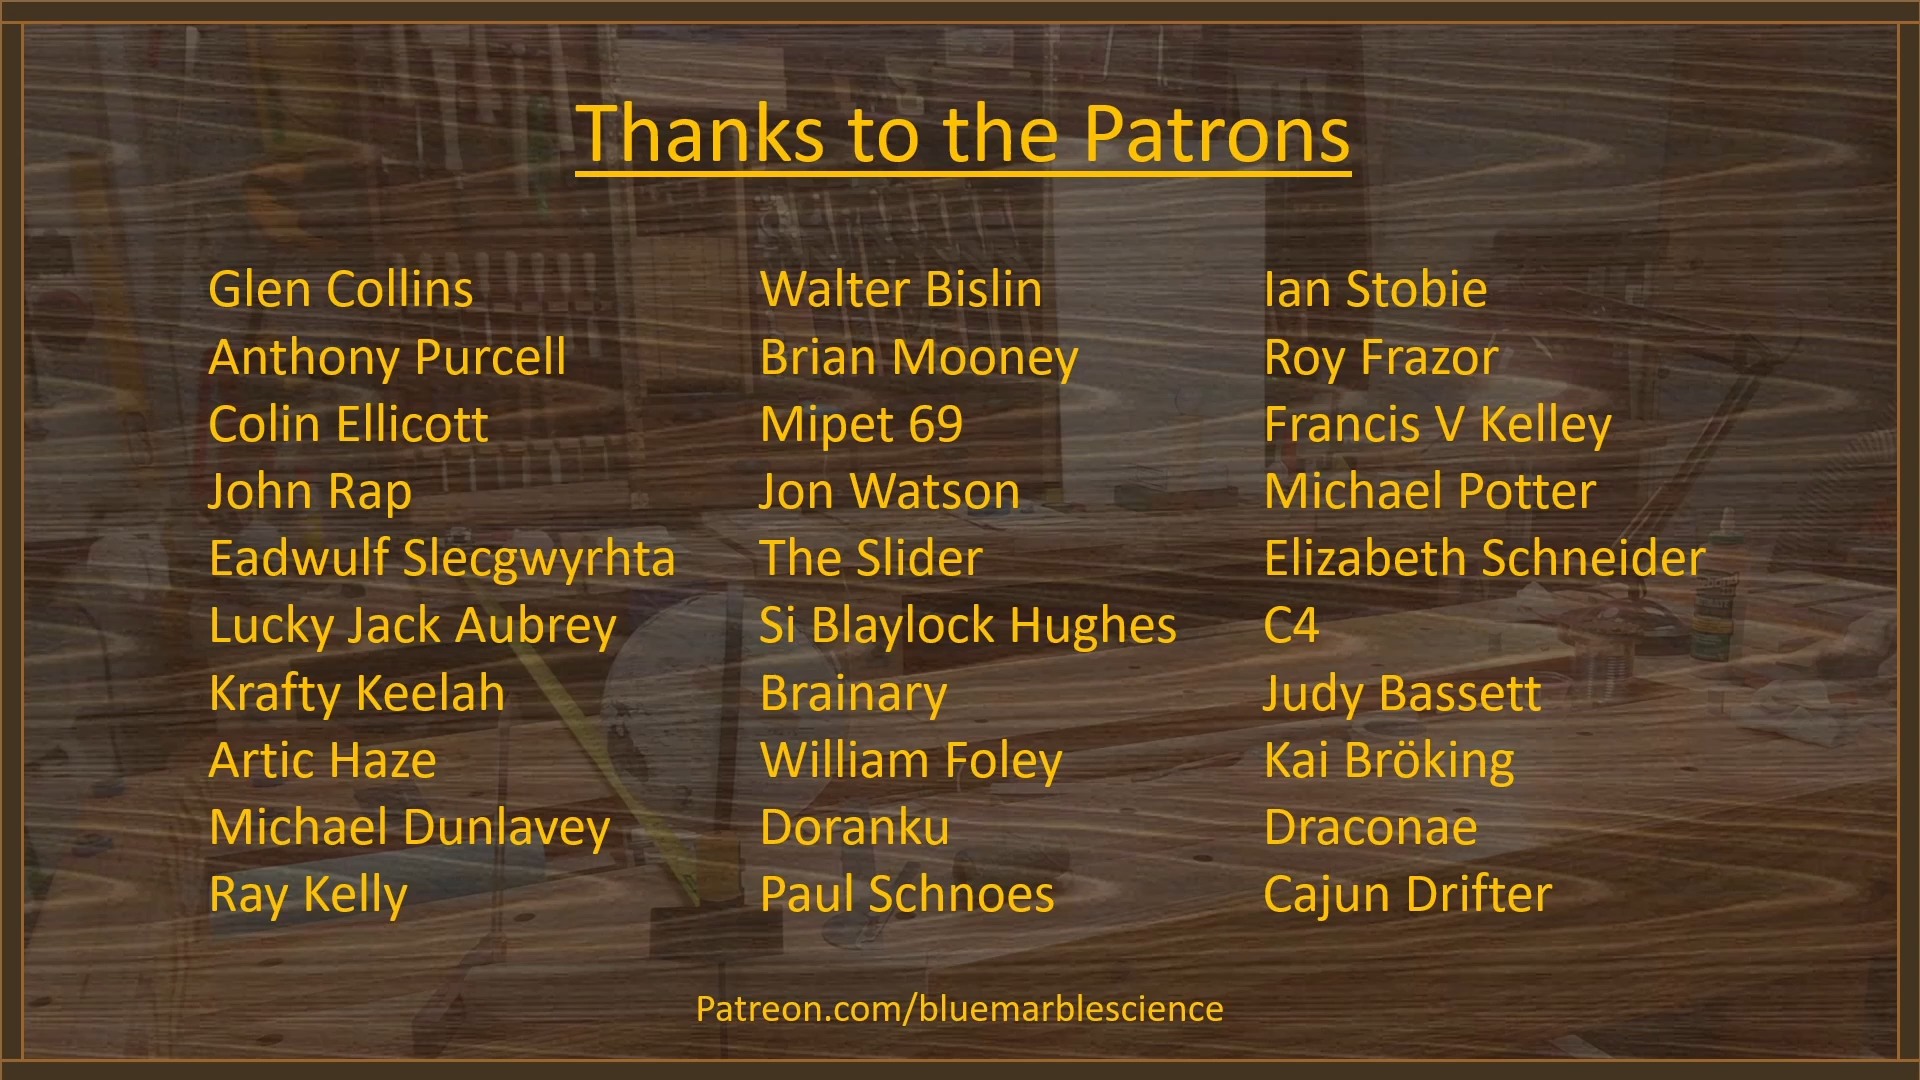 Thanks to the Patrons
Glen Collins
Anthony Purcell
Colin Ellicott
John Rap
Eadwulf Slecgwyrhta
Lucky Jack Aubrey
Krafty Keelah
Artic Haze
Michael Dunlavey
Ray Kelly
Walter Bislin
Brian Mooney
Mipet 69
Jon Watson
The Slider
Si Blaylock Hughes
Brainary
William Foley
Doranku
Paul Schnoes
Ian Stobie
Roy Frazor
Francis V Kelley
Michael Potter
Elizabeth Schneider
C4
Judy Bassett
Kai Bröking
Draconae
Cajun Drifter
Patreon.com/bluemarblescience